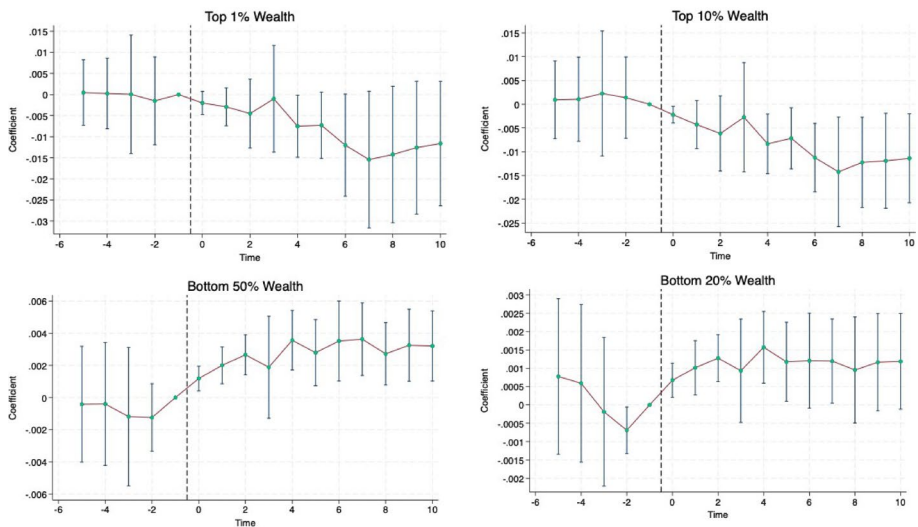 Top 1% Wealth
.015
.01
.005
0
-.005
-.01
-.015
-.02
-.025
-.03
Coefficient
-6 -4 -2 0 2 4 6 8 10
Time
Top 10% Wealth
.015
.01
.005
0
-.005
-.01
-.015
-.02
-.025
Coefficient
-6 -4 -2 0 2 4 6 8 10
Time
Bottom 50% Wealth
.006
.004
.002
0
-.002
-.004
-.006
Coefficient
-6 -4 -2 0 2 4 6 8 10
Time
Bottom 20% Wealth
.003
.0025
.002
.0015
.001
.0005
0
-.0005
-.001
-.0015
-.002
Coefficient
-6 -4 -2 0 2 4 6 8 10
Time